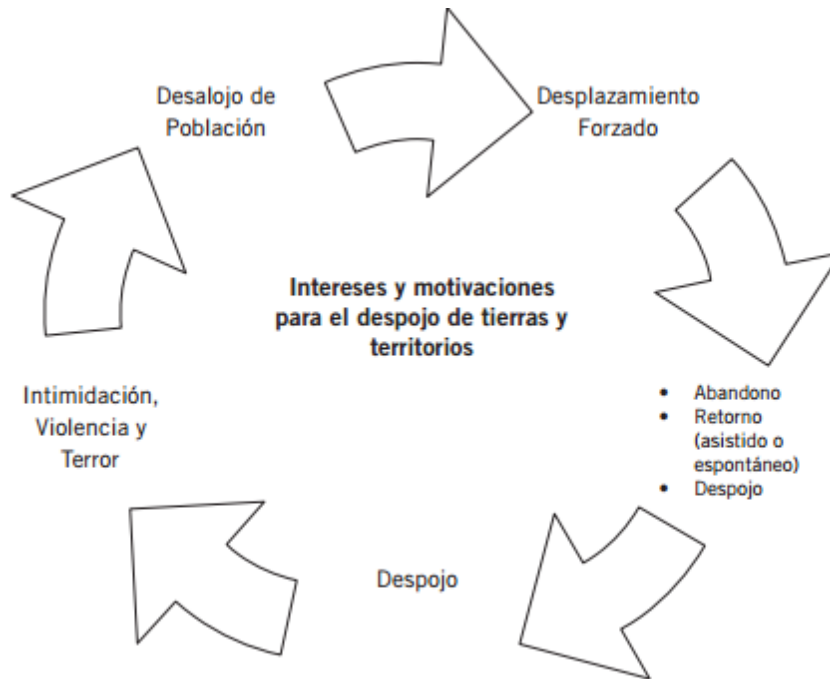 Desalojo de
Población
Desplazamiento
Forzado
Intereses y motivaciones
para el despojo de tierras y
territorios
Intimidación,
Violencia y
Terror
• Abandono
• Retorno
(asistido o
espontáneo)
• Despojo
Despojo